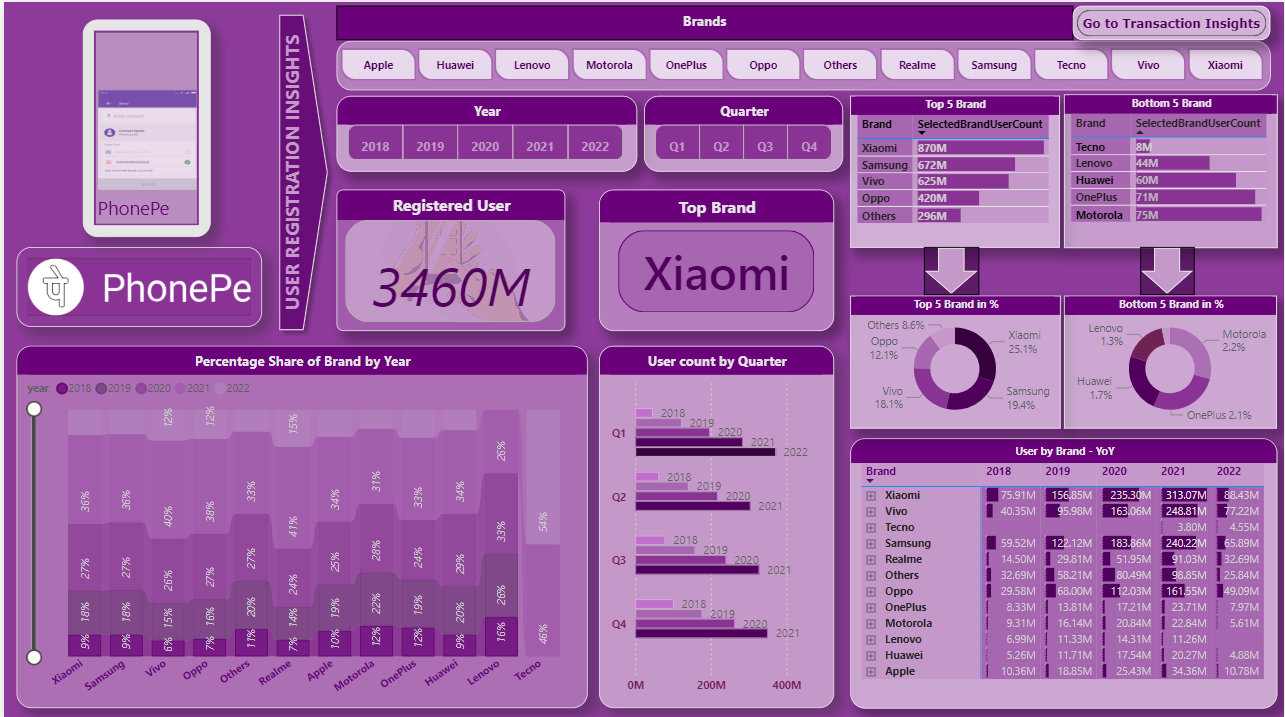 Brands
Go to Transaction Insights
Apple Huawei Lenovo Motorola OnePlus Oppo Others Realme Samsung Tecno Vivo Xiaomi
PhonePe
पे PhonePe
USER REGISTRATION INSIGHTS
Year
2018 2019 2020 2021 2022
Quarter
Q1 Q2 Q3 Q4
Registered User
3460M
Top Brand
Xiaomi
Top 5 Brand
Brand SelectedBrandUserCount
Xiaomi 870M
Samsung 672M
Vivo 625M
Oppo 420M
Others 296M
Bottom 5 Brand
Brand SelectedBrandUserCount
Tecno 8M
Lenovo 44M
Huawei 60M
OnePlus 71M
Motorola 75M
Top 5 Brand in %
Others 8.6%
Oppo
12.1%
Vivo
18.1%
Xiaomi
25.1%
Samsung
19.4%
Bottom 5 Brand in %
Lenovo
1.3%
Huawei
1.7%
Motorola
2.2%
OnePlus 2.1%
Percentage Share of Brand by Year
year 2018 2019 2020 2021 2022
36% 27% 18% 9%
36% 27% 18% 9%
12% 40% 26% 15% 6%
12% 38% 27% 16% 7%
33% 27% 20% 11%
15% 41% 24% 14% 7%
34% 25% 19% 10%
31% 28% 22% 12%
33% 24% 19% 12%
34% 29% 20% 9%
26% 33% 26% 16%
54% 46%
Xiaomi Samsung Vivo Oppo Others Realme Apple Motorola OnePlus Huawei Lenovo Tecno
User count by Quarter
Q1
2018
2019
2020
2021
2022
Q2
2018
2019
2020
2021
Q3
2018
2019
2020
2021
Q4
2018
2019
2020
2021
0M 200M 400M
User by Brand - YoY
Brand 2018 2019 2020 2021 2022
Xiaomi 75.91M 156.85M 235.30M 313.07M 88.43M
Vivo 40.35M 95.98M 163.06M 248.81M 77.22M
Tecno 3.80M 4.55M
Samsung 59.52M 122.12M 183.86M 240.22M 65.89M
Realme 14.50M 29.81M 51.95M 91.03M 32.69M
Others 32.69M 58.21M 80.49M 98.85M 25.84M
Oppo 29.58M 68.00M 112.03M 161.55M 49.09M
OnePlus 8.33M 13.81M 17.21M 23.71M 7.97M
Motorola 9.31M 16.14M 20.84M 22.84M 5.61M
Lenovo 6.99M 11.33M 14.31M 11.26M
Huawei 5.26M 11.71M 17.54M 20.27M 4.88M
Apple 10.36M 18.85M 25.43M 34.36M 10.78M